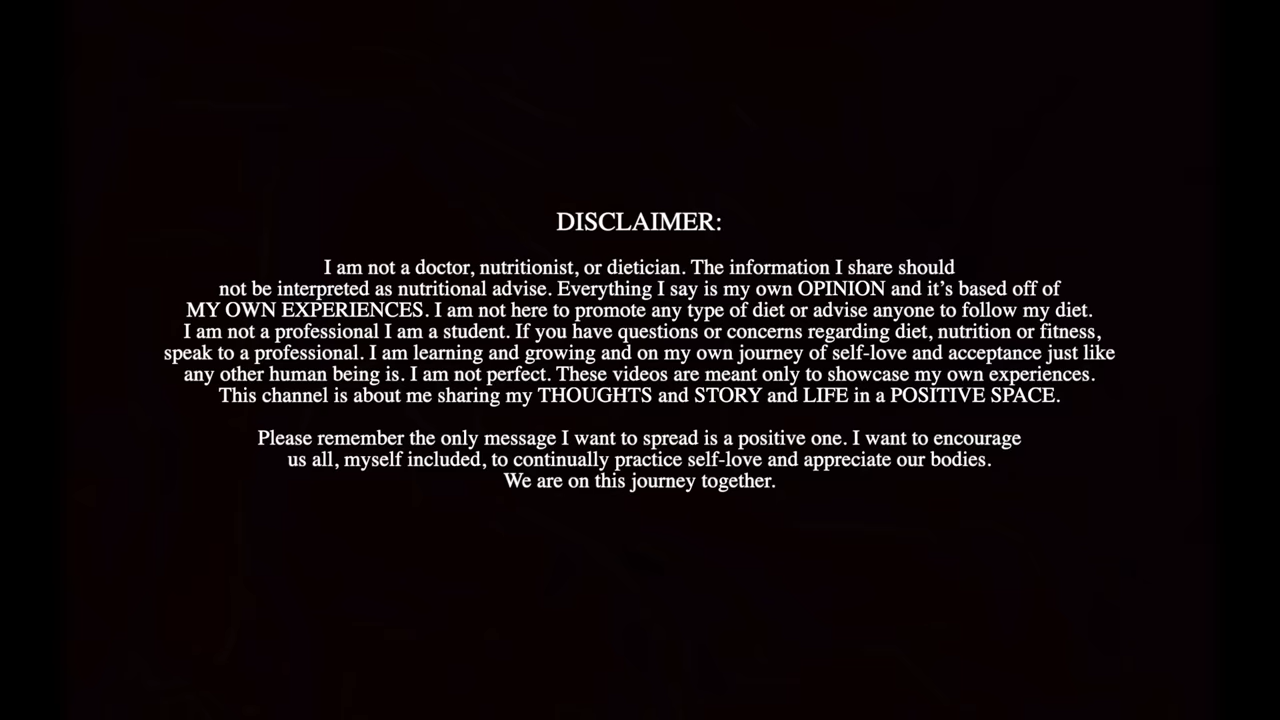 DISCLAIMER:
I am not a doctor, nutritionist, or dietician. The information I share should
not be interpreted as nutritional advise. Everything I say is my own OPINION and it’s based off of
MY OWN EXPERIENCES. I am not here to promote any type of diet or advise anyone to follow my diet.
I am not a professional I am a student. If you have questions or concerns regarding diet, nutrition or fitness,
speak to a professional. I am learning and growing and on my own journey of self-love and acceptance just like
any other human being is. I am not perfect. These videos are meant only to showcase my own experiences.
This channel is about me sharing my THOUGHTS and STORY and LIFE in a POSITIVE SPACE.
Please remember the only message I want to spread is a positive one. I want to encourage
us all, myself included, to continually practice self-love and appreciate our bodies.
We are on this journey together.